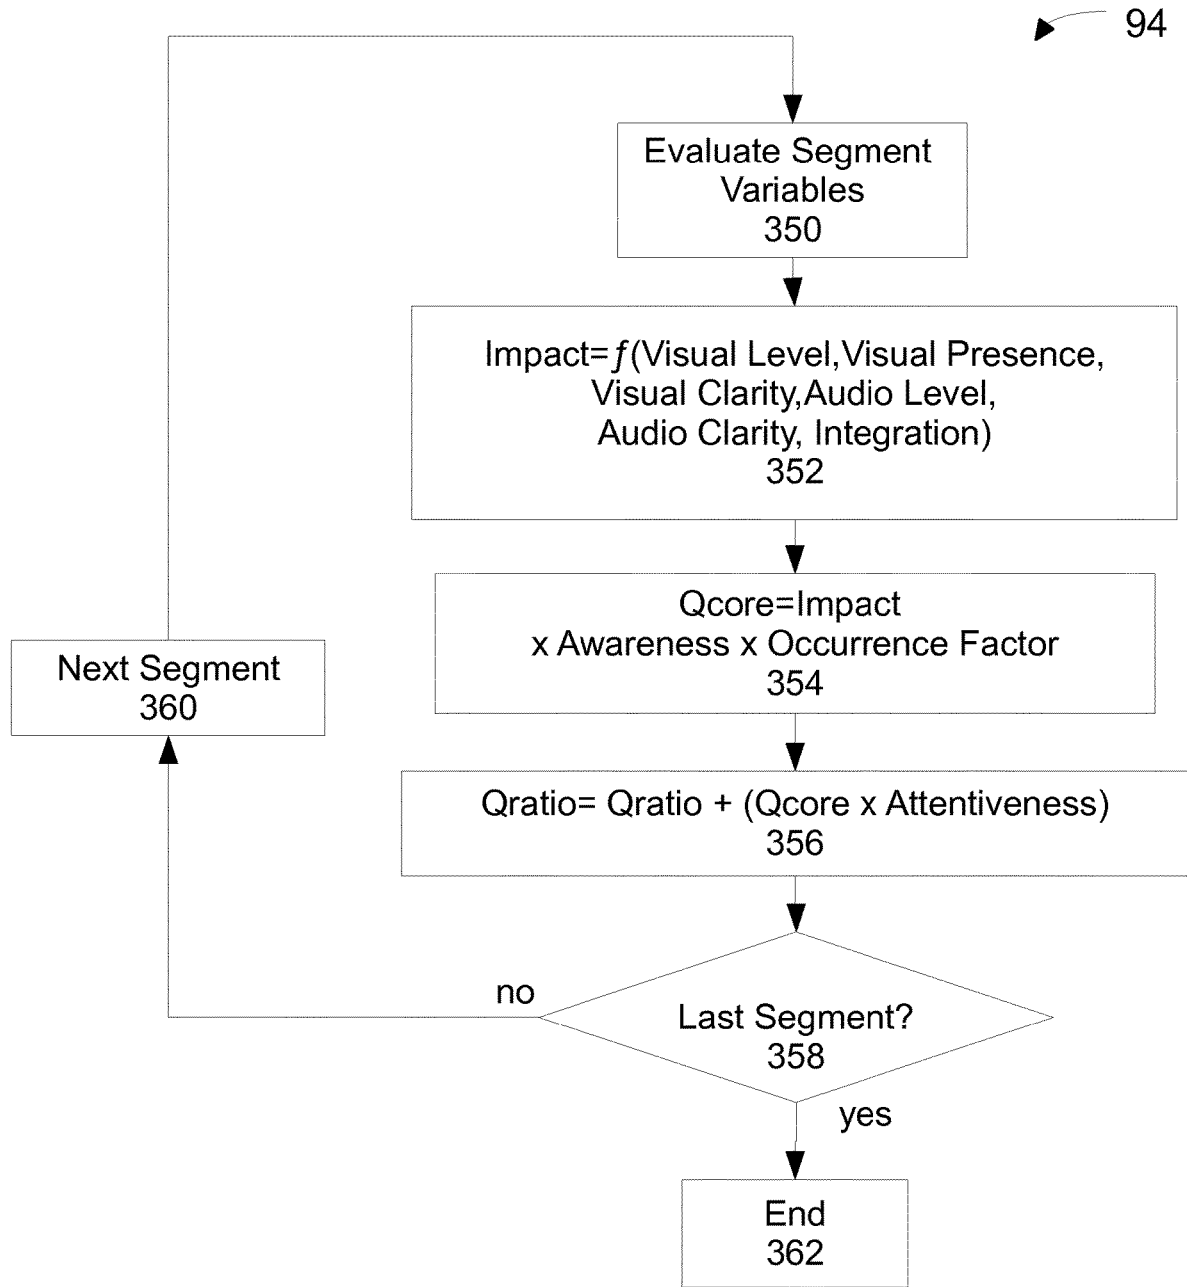 94
Evaluate Segment
Variables
350
Impact=ƒ(Visual Level,Visual Presence,
Visual Clarity,Audio Level,
Audio Clarity, Integration)
352
Qcore=Impact
x Awareness x Occurrence Factor
354
Next Segment
360
Qratio= Qratio + (Qcore x Attentiveness)
356
no
Last Segment?
358
yes
End
362